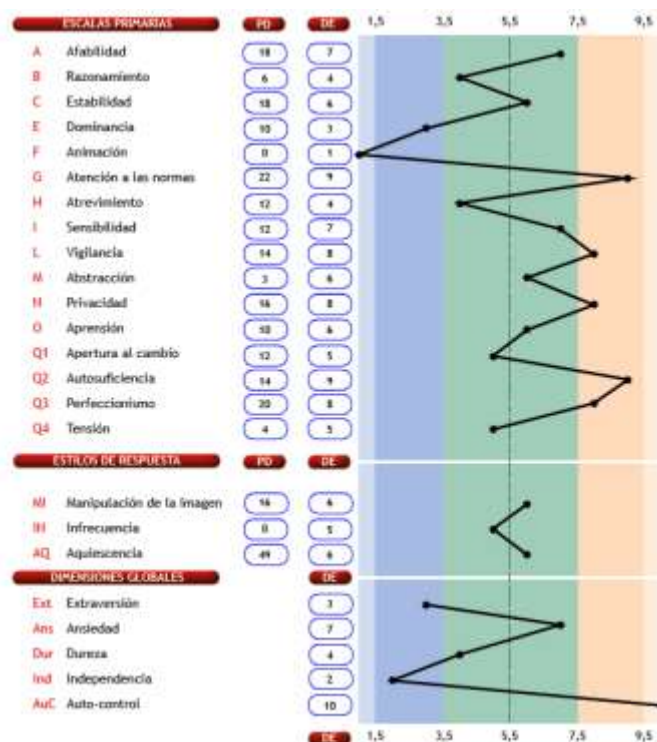 ESCALAS PRIMARIAS PD DE 1,5 3,5 5,5 7,5 9,5
A Afabilidad 18 7
B Razonamiento 6 4
C Estabilidad 18 6
E Dominancia 10 3
F Animación 0 1
G Atención a las normas 22 9
H Atrevimiento 12 4
I Sensibilidad 12 7
L Vigilancia 14 8
M Abstracción 3 6
N Privacidad 16 8
O Aprensión 10 6
Q1 Apertura al cambio 12 5
Q2 Autosuficiencia 14 9
Q3 Perfeccionismo 20 8
Q4 Tensión 4 5
ESTILOS DE RESPUESTA PD DE
MI Manipulación de la imagen 16 6
IN Infrecuencia 0 5
AQ Aquiescencia 49 6
DIMENSIONES GLOBALES DE
Ext Extraversión 3
Ans Ansiedad 7
Dur Dureza 4
Ind Independencia 2
AuC Auto-control 10
DE 1,5 3,5 5,5 7,5 9,5